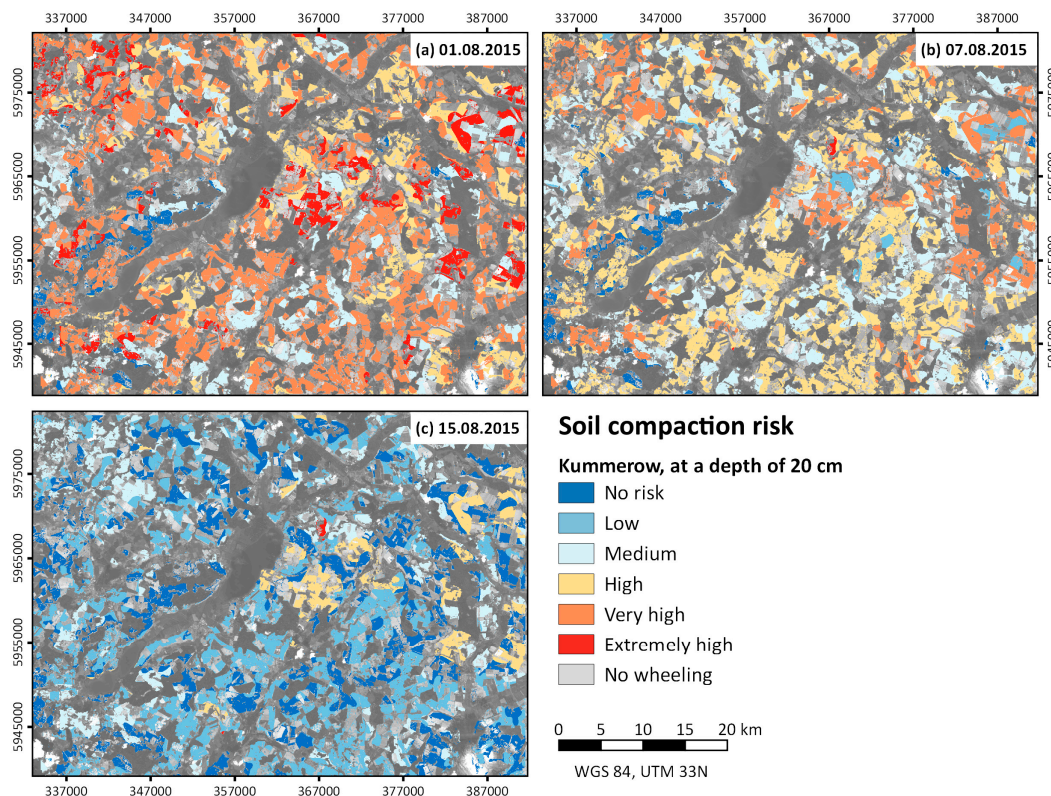 337000 347000 357000 367000 377000 387000
337000 347000 357000 367000 377000 387000
(a) 01.08.2015
(b) 07.08.2015
5975000
5965000
5955000
5945000
(c) 15.08.2015
5975000
5965000
5955000
5945000
337000 347000 357000 367000 377000 387000
Soil compaction risk
Kummerow, at a depth of 20 cm
No risk
Low
Medium
High
Very high
Extremely high
No wheeling
0 5 10 15 20 km
WGS 84, UTM 33N